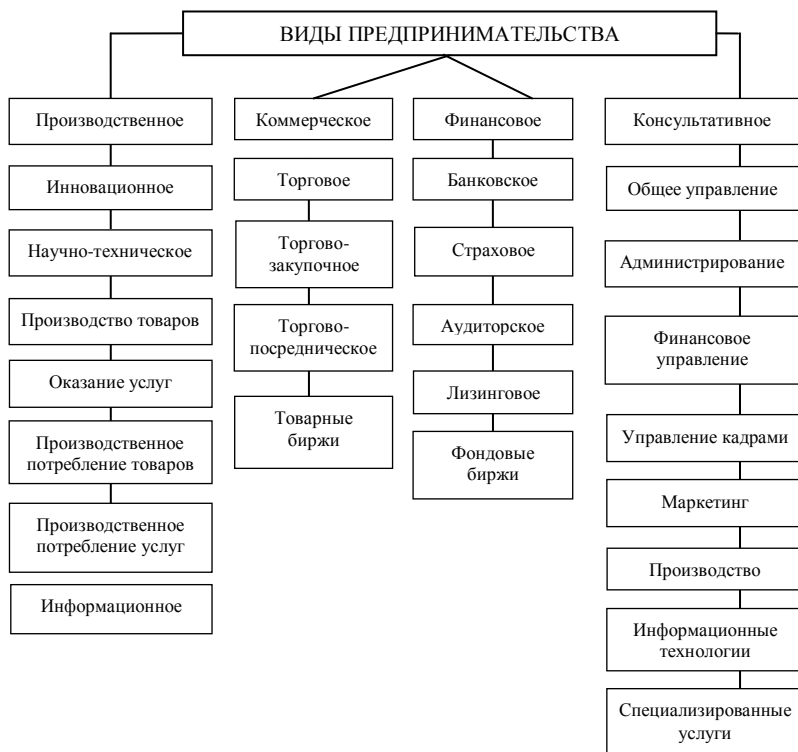 ВИДЫ ПРЕДПРИНИМАТЕЛЬСТВА
Производственное
Инновационное
Научно-техническое
Производство товаров
Оказание услуг
Производственное
потребление товаров
Производственное
потребление услуг
Информационное
Коммерческое
Торговое
Торгово-
закупочное
Торгово-
посредническое
Товарные
биржи
Финансовое
Банковское
Страховое
Аудиторское
Лизинговое
Фондовые
биржи
Консультативное
Общее управление
Администрирование
Финансовое
управление
Управление кадрами
Маркетинг
Производство
Информационные
технологии
Специализированные
услуги